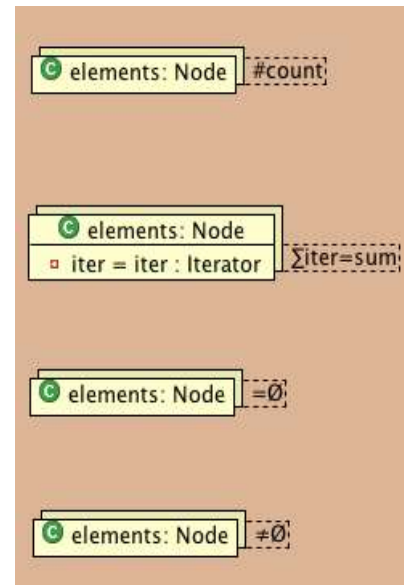 C elements: Node #count
C elements: Node
iter = iter : Iterator ∑iter=sum
C elements: Node =Ø
C elements: Node ≠Ø